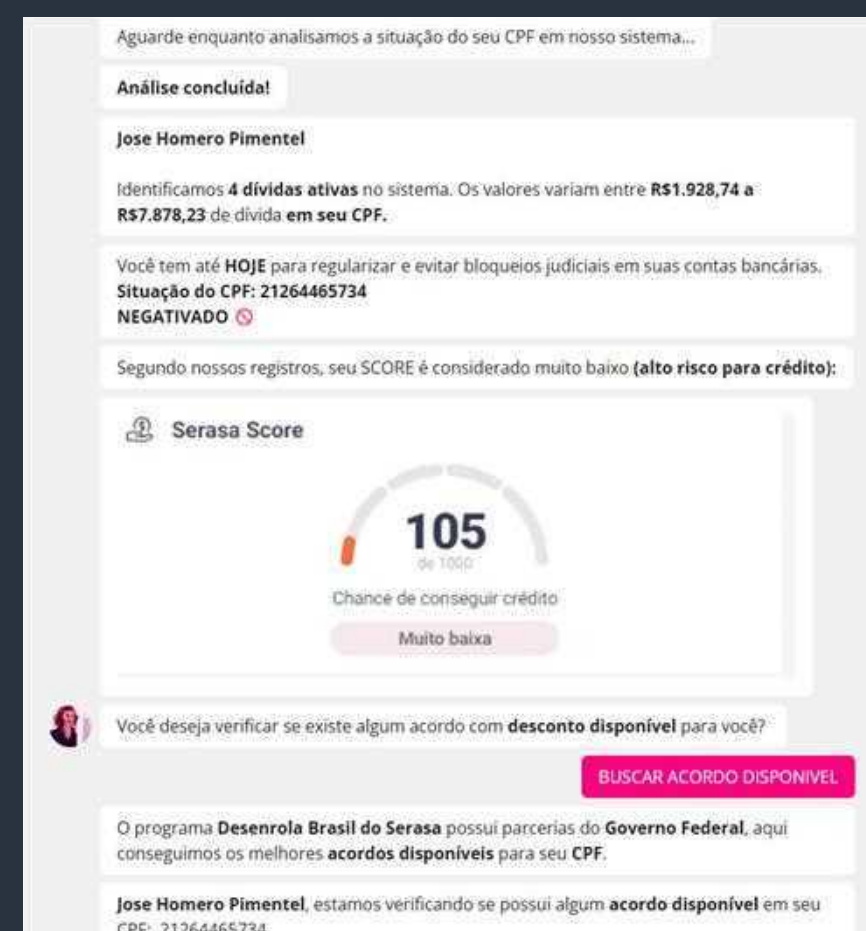 Aguarde enquanto analisamos a situação do seu CPF em nosso sistema...
Análise concluída!
Jose Homero Pimentel
Identificamos 4 dívidas ativas no sistema. Os valores variam entre R$1.928,74 a
R$7.878,23 de dívida em seu CPF.
Você tem até HOJE para regularizar e evitar bloqueios judiciais em suas contas bancárias.
Situação do CPF: 21264465734
NEGATIVADO
Segundo nossos registros, seu SCORE é considerado muito baixo (alto risco para crédito):
Serasa Score
105
de 1000
Chance de conseguir crédito
Muito baixa
Você deseja verificar se existe algum acordo com desconto disponível para você?
BUSCAR ACORDO DISPONIVEL
O programa Desenrola Brasil do Serasa possui parcerias do Governo Federal, aqui
conseguimos os melhores acordos disponíveis para seu CPF.
Jose Homero Pimentel, estamos verificando se possui algum acordo disponível em seu
CPF: 21264465734